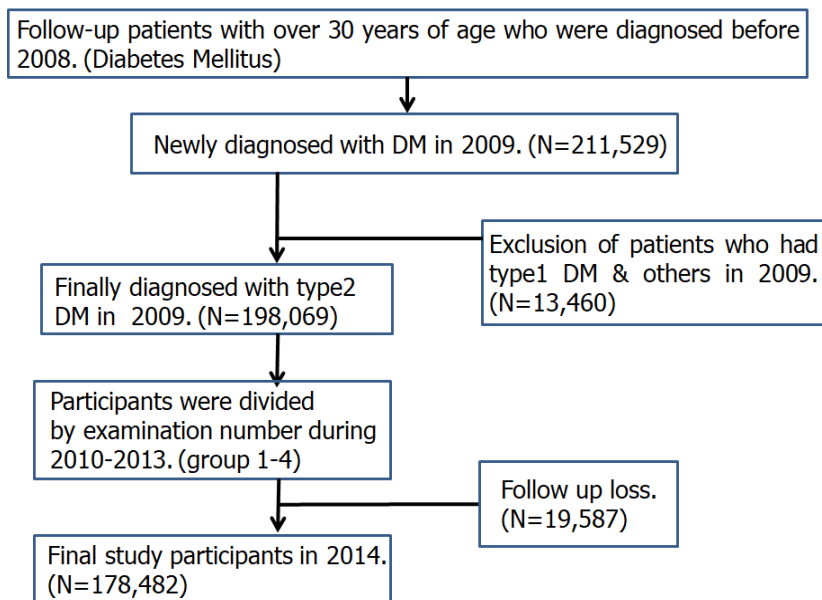 Follow-up patients with over 30 years of age who were diagnosed before
2008. (Diabetes Mellitus)
Newly diagnosed with DM in 2009. (N=211,529)
Exclusion of patients who had
type1 DM & others in 2009.
(N=13,460)
Finally diagnosed with type2
DM in 2009. (N=198,069)
Participants were divided
by examination number during
2010-2013. (group 1-4)
Follow up loss.
(N=19,587)
Final study participants in 2014.
(N=178,482)